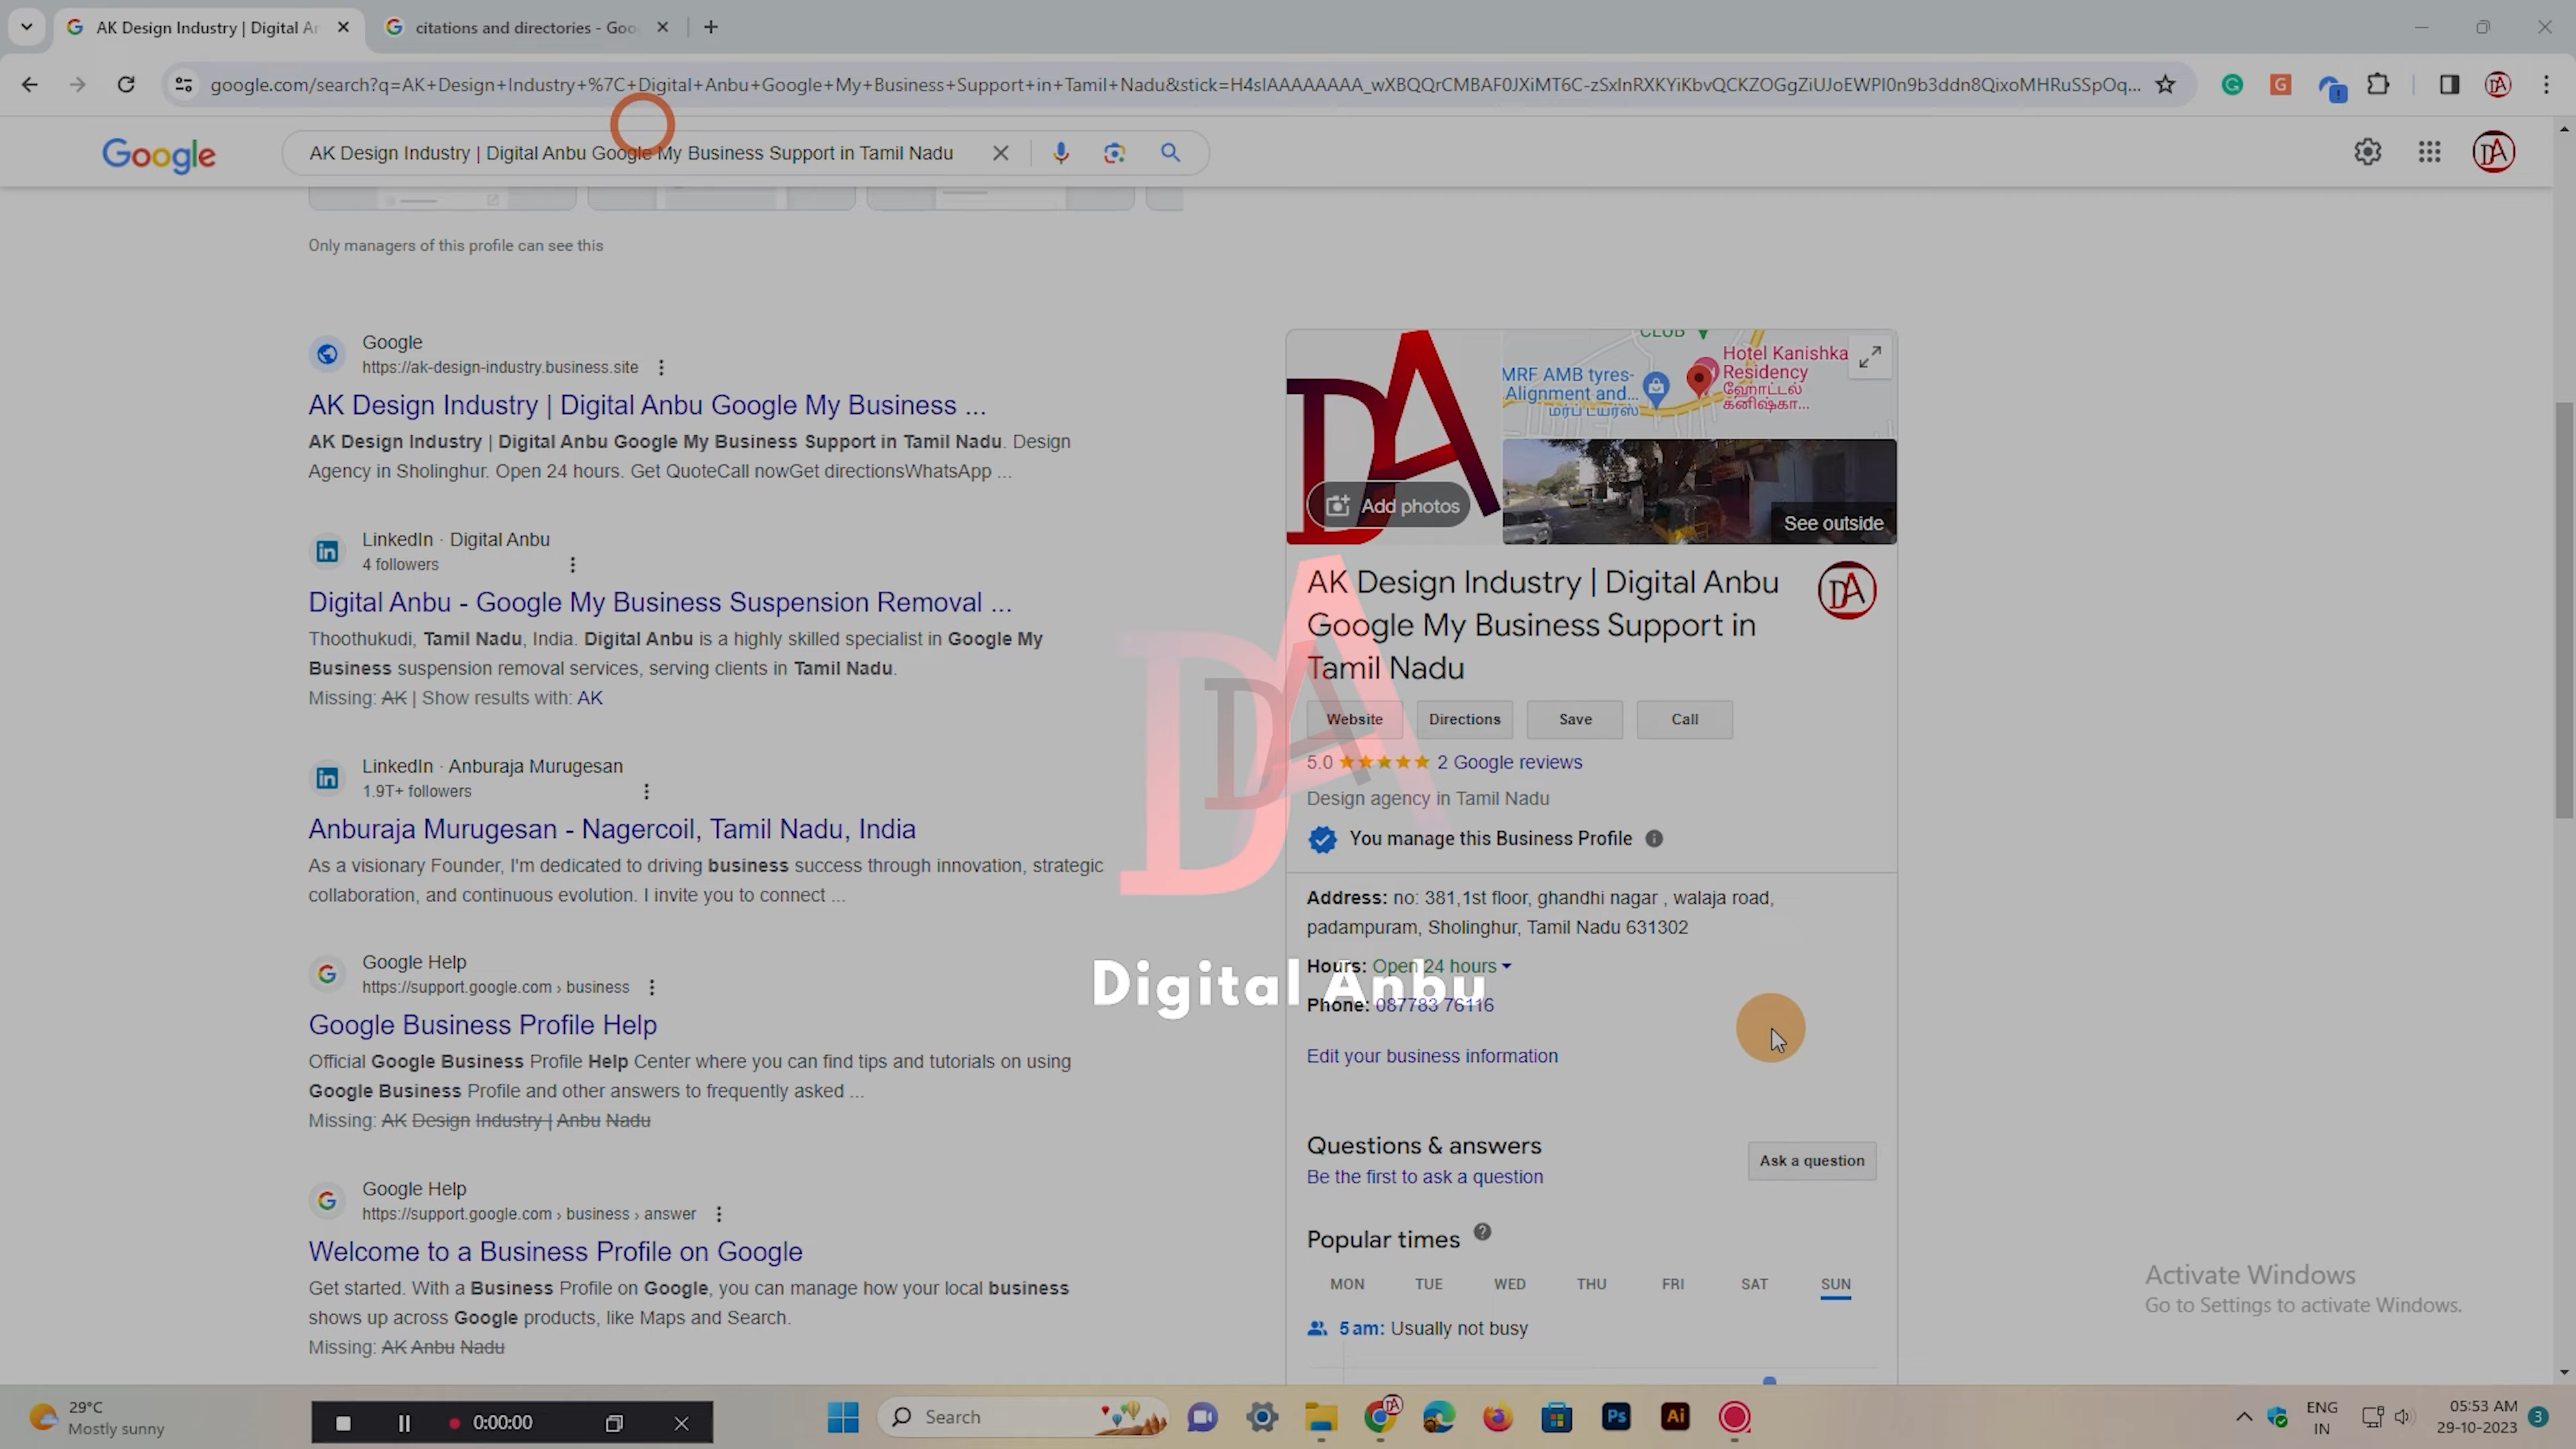 AK Design Industry | Digital An
citations and directories - Goo
google.com/search?q=AK+Design+Industry+%7C+Digital+Anbu+Google+My+Business+Support+in+Tamil+Nadu&stick=H4sIAAAAAAAA_wXBQQrCMBAF0JXiMT6C-zSxInRXKYiKbvQCKZOGgZiUJoEWPI0n9b3ddn8QixoMHRuSSpOq...
Google
AK Design Industry | Digital Anbu Google My Business Support in Tamil Nadu
DA
Only managers of this profile can see this
Google
https://ak-design-industry.business.site
AK Design Industry | Digital Anbu Google My Business ...
AK Design Industry | Digital Anbu Google My Business Support in Tamil Nadu. Design
Agency in Sholinghur. Open 24 hours. Get QuoteCall nowGet directionsWhatsApp ...
LinkedIn · Digital Anbu
4 followers
Digital Anbu - Google My Business Suspension Removal ...
Thoothukudi, Tamil Nadu, India. Digital Anbu is a highly skilled specialist in Google My
Business suspension removal services, serving clients in Tamil Nadu.
Missing: AK | Show results with: AK
LinkedIn · Anburaja Murugesan
1.9T+ followers
Anburaja Murugesan - Nagercoil, Tamil Nadu, India
As a visionary Founder, I'm dedicated to driving business success through innovation, strategic
collaboration, and continuous evolution. I invite you to connect ...
Google Help
https://support.google.com › business
Google Business Profile Help
Official Google Business Profile Help Center where you can find tips and tutorials on using
Google Business Profile and other answers to frequently asked ...
Missing: AK Design Industry | Anbu Nadu
Google Help
https://support.google.com › business › answer
Welcome to a Business Profile on Google
Get started. With a Business Profile on Google, you can manage how your local business
shows up across Google products, like Maps and Search.
Missing: AK Anbu Nadu
DA
Add photos
CLUB
MRF AMB tyres-
Alignment and...
Hotel Kanishka
Residency
ஹோட்டல்
கனிஷ்கா...
See outside
AK Design Industry | Digital Anbu
Google My Business Support in
Tamil Nadu
DA
Website
Directions
Save
Call
5.0
2 Google reviews
Design agency in Tamil Nadu
You manage this Business Profile
Address: no: 381,1st floor, ghandhi nagar , walaja road,
padampuram, Sholinghur, Tamil Nadu 631302
Hours: Open 24 hours
Phone: 087783 76116
Edit your business information
Questions & answers
Be the first to ask a question
Ask a question
Popular times
MON TUE WED THU FRI SAT SUN
5 am: Usually not busy
DA
DA
Digital Anbu
Activate Windows
Go to Settings to activate Windows.
29°C
Mostly sunny
0:00:00
Search
Ps
Ai
ENG
IN
05:53 AM
29-10-2023
3